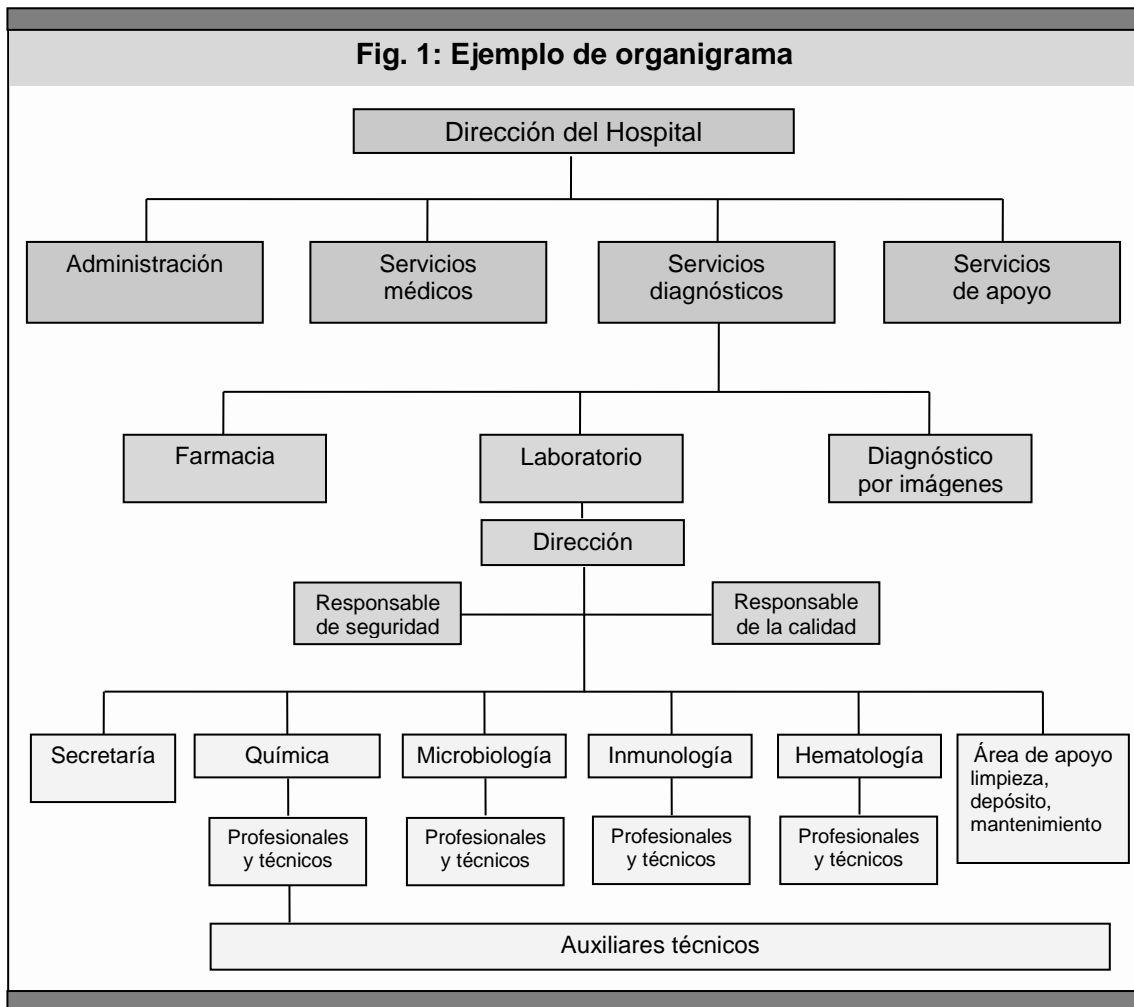 Fig. 1: Ejemplo de organigrama
Dirección del Hospital
Administración
Servicios
médicos
Servicios
diagnósticos
Servicios
de apoyo
Farmacia
Laboratorio
Diagnóstico
por imágenes
Dirección
Responsable
de seguridad
Responsable
de la calidad
Secretaría
Química
Microbiología
Inmunología
Hematología
Área de apoyo
limpieza,
depósito,
mantenimiento
Profesionales
y técnicos
Profesionales
y técnicos
Profesionales
y técnicos
Profesionales
y técnicos
Auxiliares técnicos